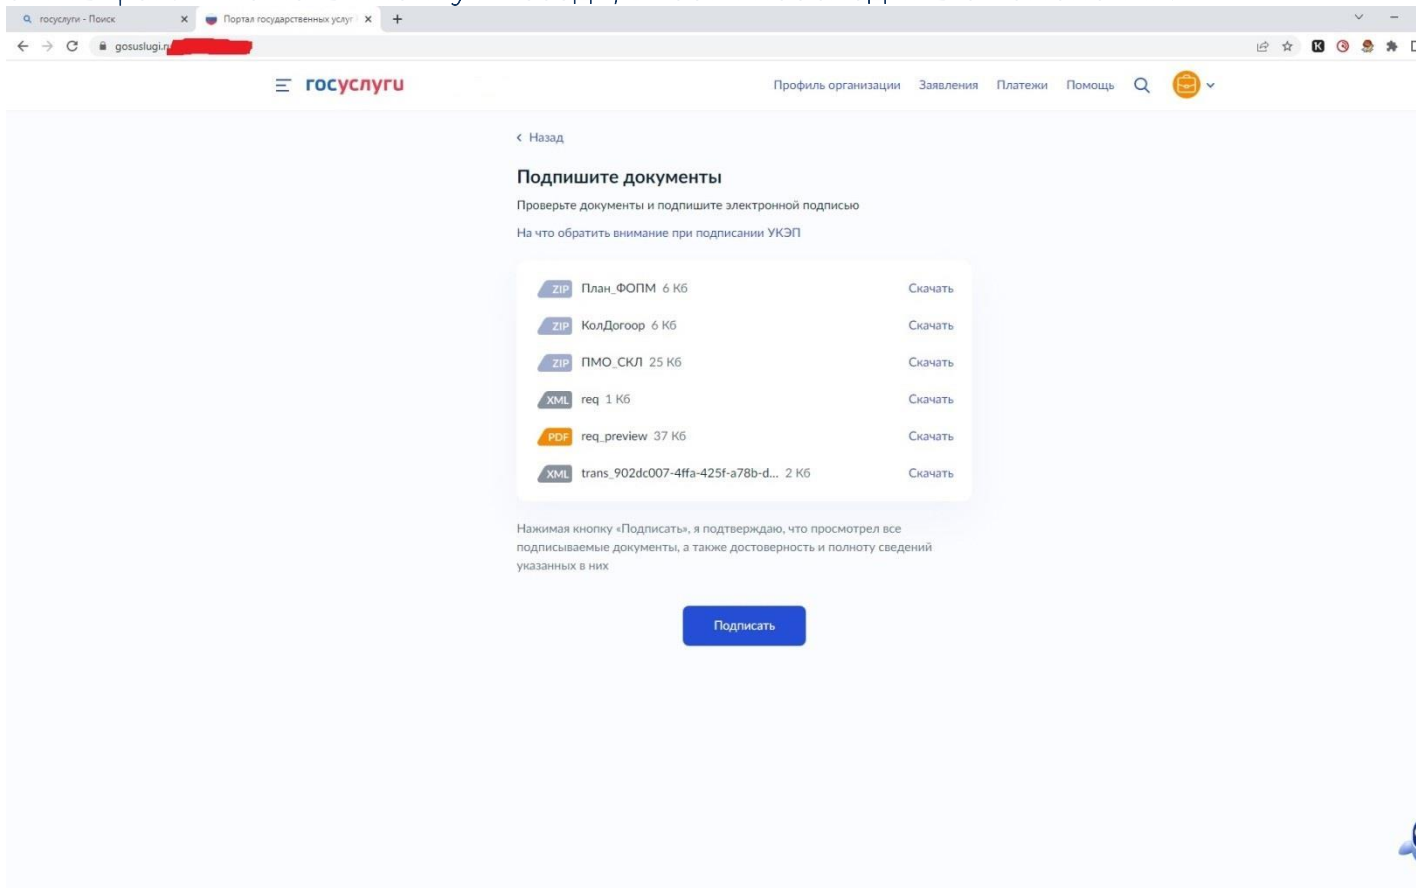 госуслуги - Поиск
Портал государственных услуг
gosuslugi.r
госуслуги
Профиль организации Заявления Платежи Помощь
Назад
Подпишите документы
Проверьте документы и подпишите электронной подписью
На что обратить внимание при подписании УКЭП
ZIP План_ФОПМ 6 Кб Скачать
ZIP КолДогоор 6 Кб Скачать
ZIP ПМО_СКЛ 25 Кб Скачать
XML req 1 Кб Скачать
PDF req_preview 37 Кб Скачать
XML trans_902dc007-4ffa-425f-a78b-d... 2 Кб Скачать
Нажимая кнопку «Подписать», я подтверждаю, что просмотрел все
подписываемые документы, а также достоверность и полноту сведений
указанных в них
Подписать